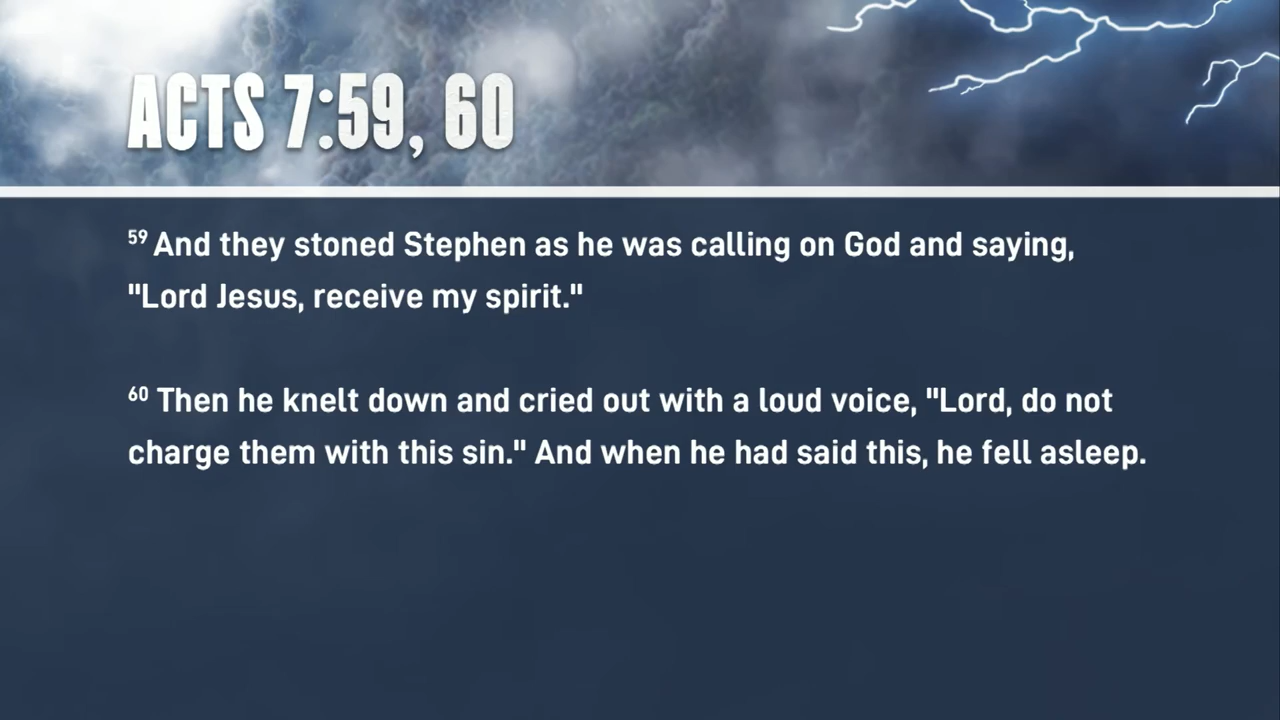 ACTS 7:59, 60
59 And they stoned Stephen as he was calling on God and saying,
"Lord Jesus, receive my spirit."
60 Then he knelt down and cried out with a loud voice, "Lord, do not
charge them with this sin." And when he had said this, he fell asleep.